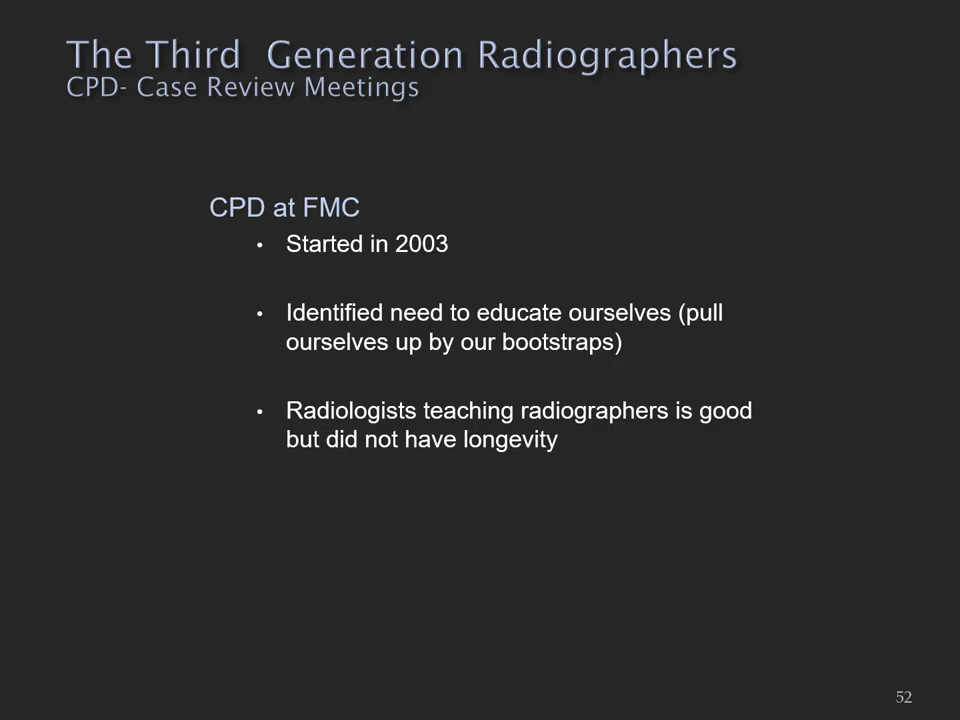 The Third  Generation Radiographers
CPD- Case Review Meetings
CPD at FMC
• Started in 2003
• Identified need to educate ourselves (pull
ourselves up by our bootstraps)
• Radiologists teaching radiographers is good
but did not have longevity
52